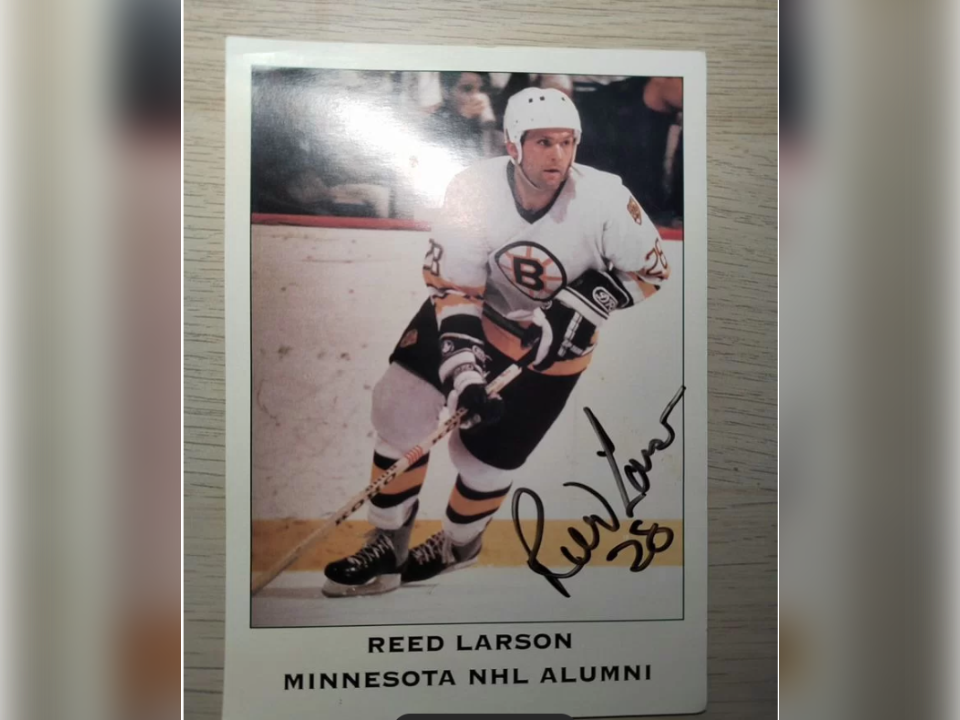 28
28
B
Reed Larson
28
REED LARSON
MINNESOTA NHL ALUMNI